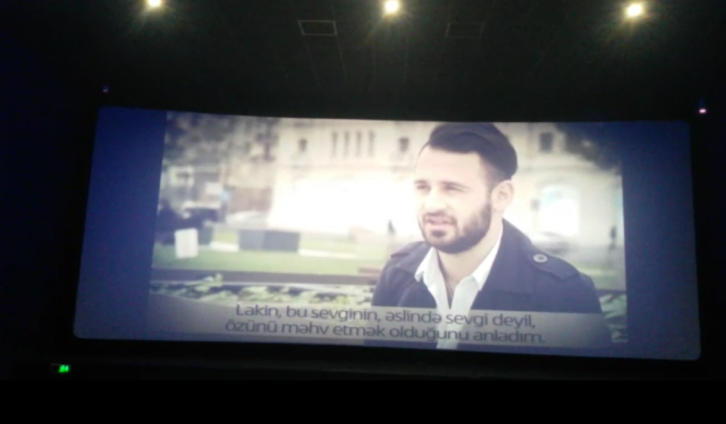 Lakin, bu sevginin, əslində sevgi deyil,
özünü məhv etmək olduğunu anladım.